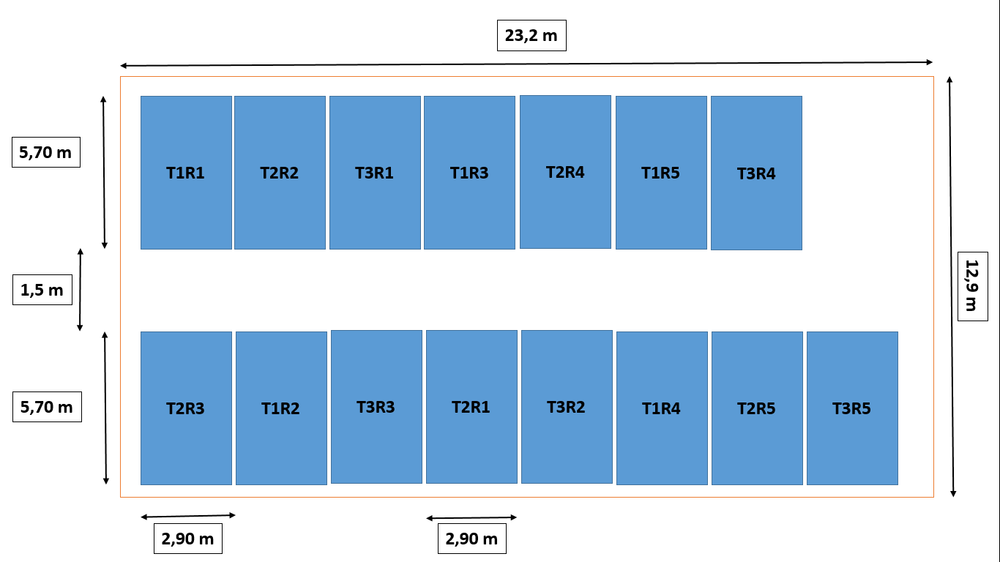 23,2 m
5,70 m
T1R1
T2R2
T3R1
T1R3
T2R4
T1R5
T3R4
1,5 m
12,9 m
5,70 m
T2R3
T1R2
T3R3
T2R1
T3R2
T1R4
T2R5
T3R5
2,90 m
2,90 m